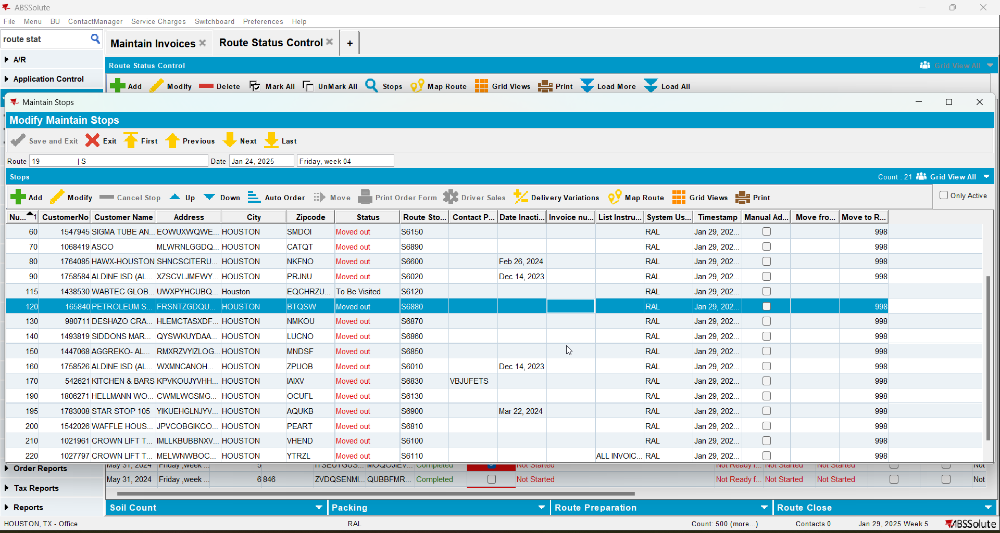 ABSSolute
File Menu BU ContactManager Service Charges Switchboard Preferences Help
route stat
Maintain Invoices
Route Status Control
+
A/R
Application Control
Route Status Control
Grid View All
Add Modify Delete Mark All UnMark All Stops Map Route Grid Views Print Load More Load All
Maintain Stops
Modify Maintain Stops
Save and Exit Exit First Previous Next Last
Route 19 | S Date Jan 24, 2025 Friday, week 04
Stops Count : 21 Grid View All
Add Modify Cancel Stop Up Down Auto Order Move Print Order Form Driver Sales Delivery Variations Map Route Grid Views Print Only Active
Nu... 1 CustomerNo Customer Name Address City Zipcode Status Route Sto... Contact P... Date Inacti... Invoice nu... List Instru... System Us... Timestamp Manual Ad... Move fro... Move to R...
60 1547945 SIGMA TUBE AN... EOWUXWQWE... HOUSTON SMDOI Moved out S6150 RAL Jan 29, 202... 998
70 1068419 ASCO MLWRNLGGDQ... HOUSTON CATQT Moved out S6890 RAL Jan 29, 202... 998
80 1764085 HAWX-HOUSTON SHNCSCITERU... HOUSTON NKFNO Moved out S6600 Feb 26, 2024 RAL Jan 29, 202... 998
90 1758584 ALDINE ISD (AL... XZSCVLJMEWY... HOUSTON PRJNU Moved out S6020 Dec 14, 2023 RAL Jan 29, 202... 998
115 1438530 WABTEC GLOB... UWXPYHCUBQ... Houston EQCHRZU... To Be Visited S6120 RAL Jan 29, 202...
120 165840 PETROLEUM S... FRSNTZGDQU... HOUSTON BTQSW Moved out S6880 RAL Jan 29, 202... 998
130 980711 DESHAZO CRA... HLEMCTASXDF... HOUSTON NMKOU Moved out S6870 RAL Jan 29, 202... 998
140 1493819 SIDDONS MAR... QYSWKUYDAA... HOUSTON LUCNO Moved out S6860 RAL Jan 29, 202... 998
150 1447068 AGGREKO- AL... RMXRZVYIZLOG... HOUSTON MNDSF Moved out S6850 RAL Jan 29, 202... 998
160 1758526 ALDINE ISD (AL... WXMNCANOH... HOUSTON ZPUOB Moved out S6010 Dec 14, 2023 RAL Jan 29, 202... 998
170 542621 KITCHEN & BARS KPVKOUJYVHH... HOUSTON IAIXV Moved out S6830 VBJUFETS RAL Jan 29, 202... 998
190 1806271 HELLMANN WO... CWMLWGSMG... HOUSTON OCUFL Moved out S6130 RAL Jan 29, 202... 998
195 1783008 STAR STOP 105 YIKUEHGLNJYV... HOUSTON AQUKB Moved out S6900 Mar 22, 2024 RAL Jan 29, 202... 998
200 1542026 WAFFLE HOUS... JPVCOBGIKCO... HOUSTON PEART Moved out S6810 RAL Jan 29, 202... 998
210 1021961 CROWN LIFT T... IMLLKBUBBNXV... HOUSTON VHEND Moved out S6100 RAL Jan 29, 202... 998
220 1027797 CROWN LIFT T... MELWNWBOC... HOUSTON YTRZL Moved out S6110 ALL INVOIC... RAL Jan 29, 202... 998
Order Reports
May 31, 2024 Friday ,week ... 5 Completed Not Started Not Ready f... Not Started Not Started Not
May 31, 2024 Friday ,week ... 6 846 ZVDQSENMI... QUBBFMR... Completed Not Started Not Ready f... Not Started Not Started Not
Tax Reports
Reports
Soil Count Packing Route Preparation Route Close
HOUSTON, TX - Office RAL Count: 500 (more...) Contacts 0 Jan 29, 2025 Week 5 ABSSolute